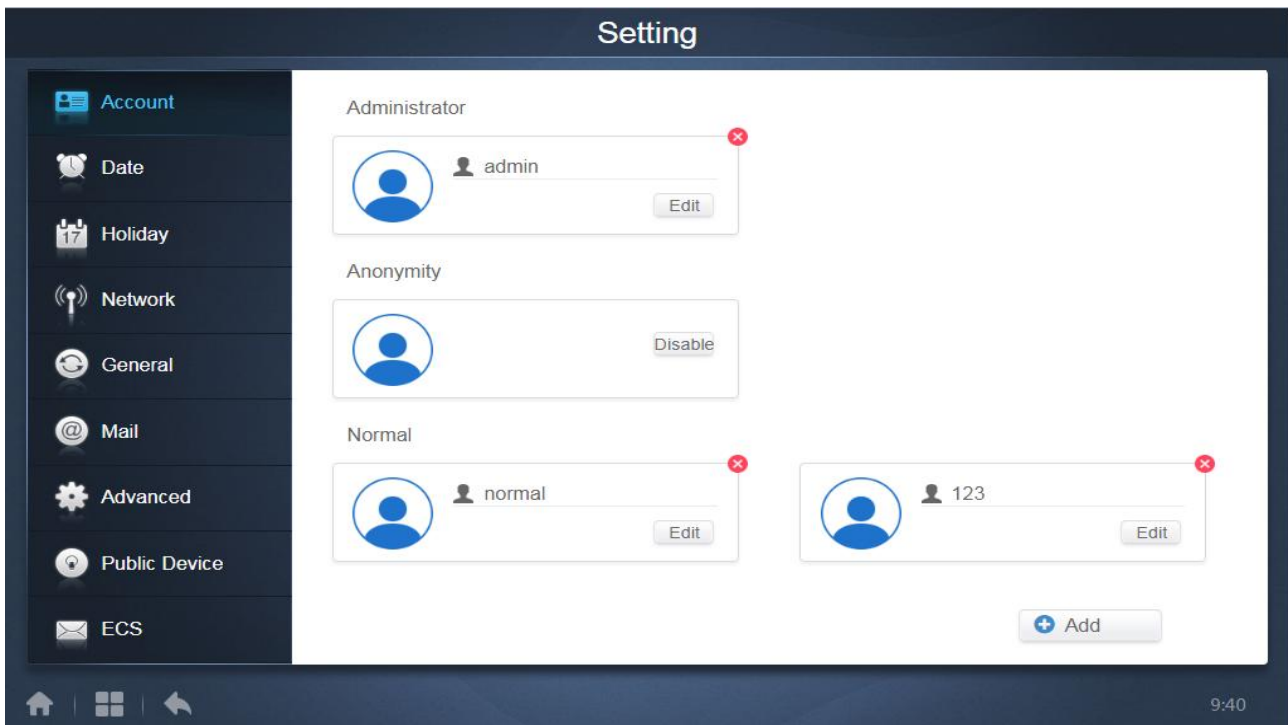 Setting
Account
Date
Holiday
17
Network
General
Mail
Advanced
Public Device
ECS
Administrator
admin
Edit
Anonymity
Disable
Normal
normal
Edit
123
Edit
Add
9:40